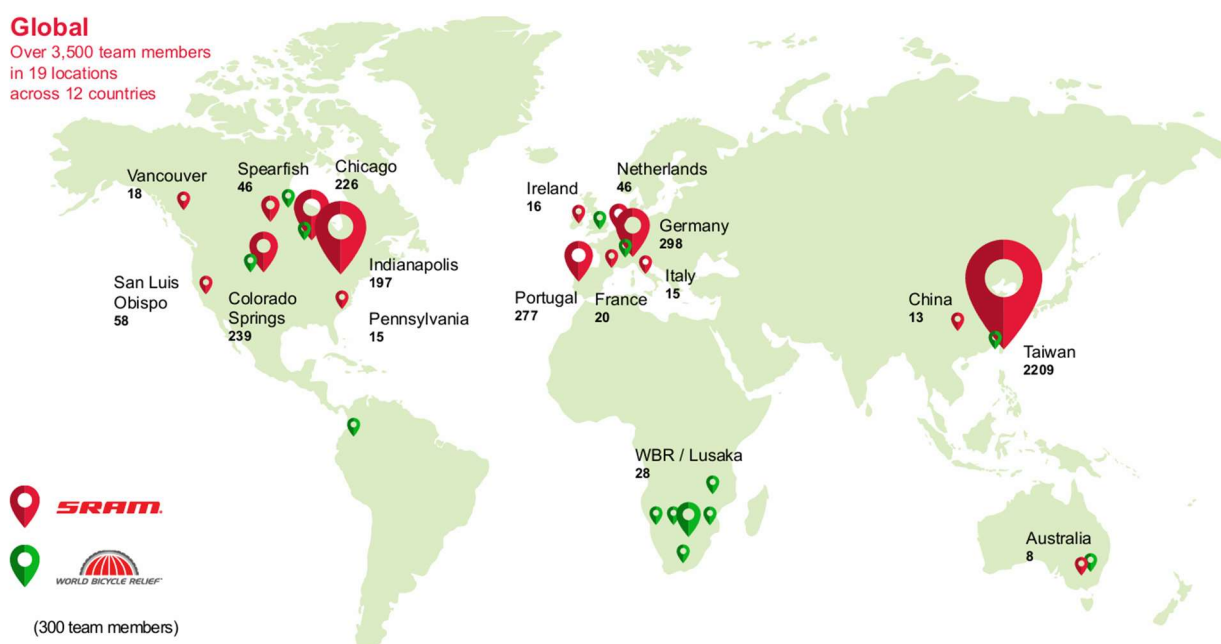 Global
Over 3,500 team members
in 19 locations
across 12 countries
Vancouver
18
Spearfish
46
Chicago
226
Indianapolis
197
San Luis
Obispo
58
Colorado
Springs
239
Pennsylvania
15
Ireland
16
Netherlands
46
Germany
298
Portugal
277
France
20
Italy
15
China
13
Taiwan
2209
WBR / Lusaka
28
Australia
8
SRAM.
WORLD BICYCLE RELIEF
(300 team members)